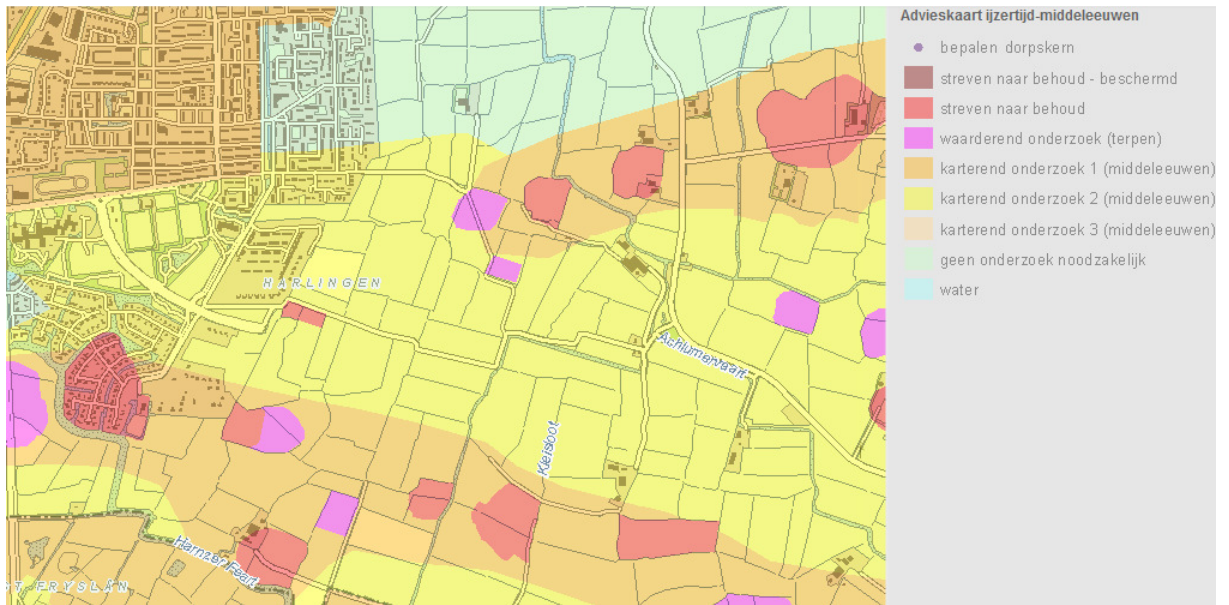 Advieskaart ijzertijd-middeleeuwen
bepalen dorpskern
streven naar behoud - beschermd
streven naar behoud
waarderend onderzoek (terpen)
karterend onderzoek 1 (middeleeuwen)
karterend onderzoek 2 (middeleeuwen)
karterend onderzoek 3 (middeleeuwen)
geen onderzoek noodzakelijk
water
HARLINGEN
Achlumervaart
Kleisloot
Harnzer Feart
ST FRYSLÂN